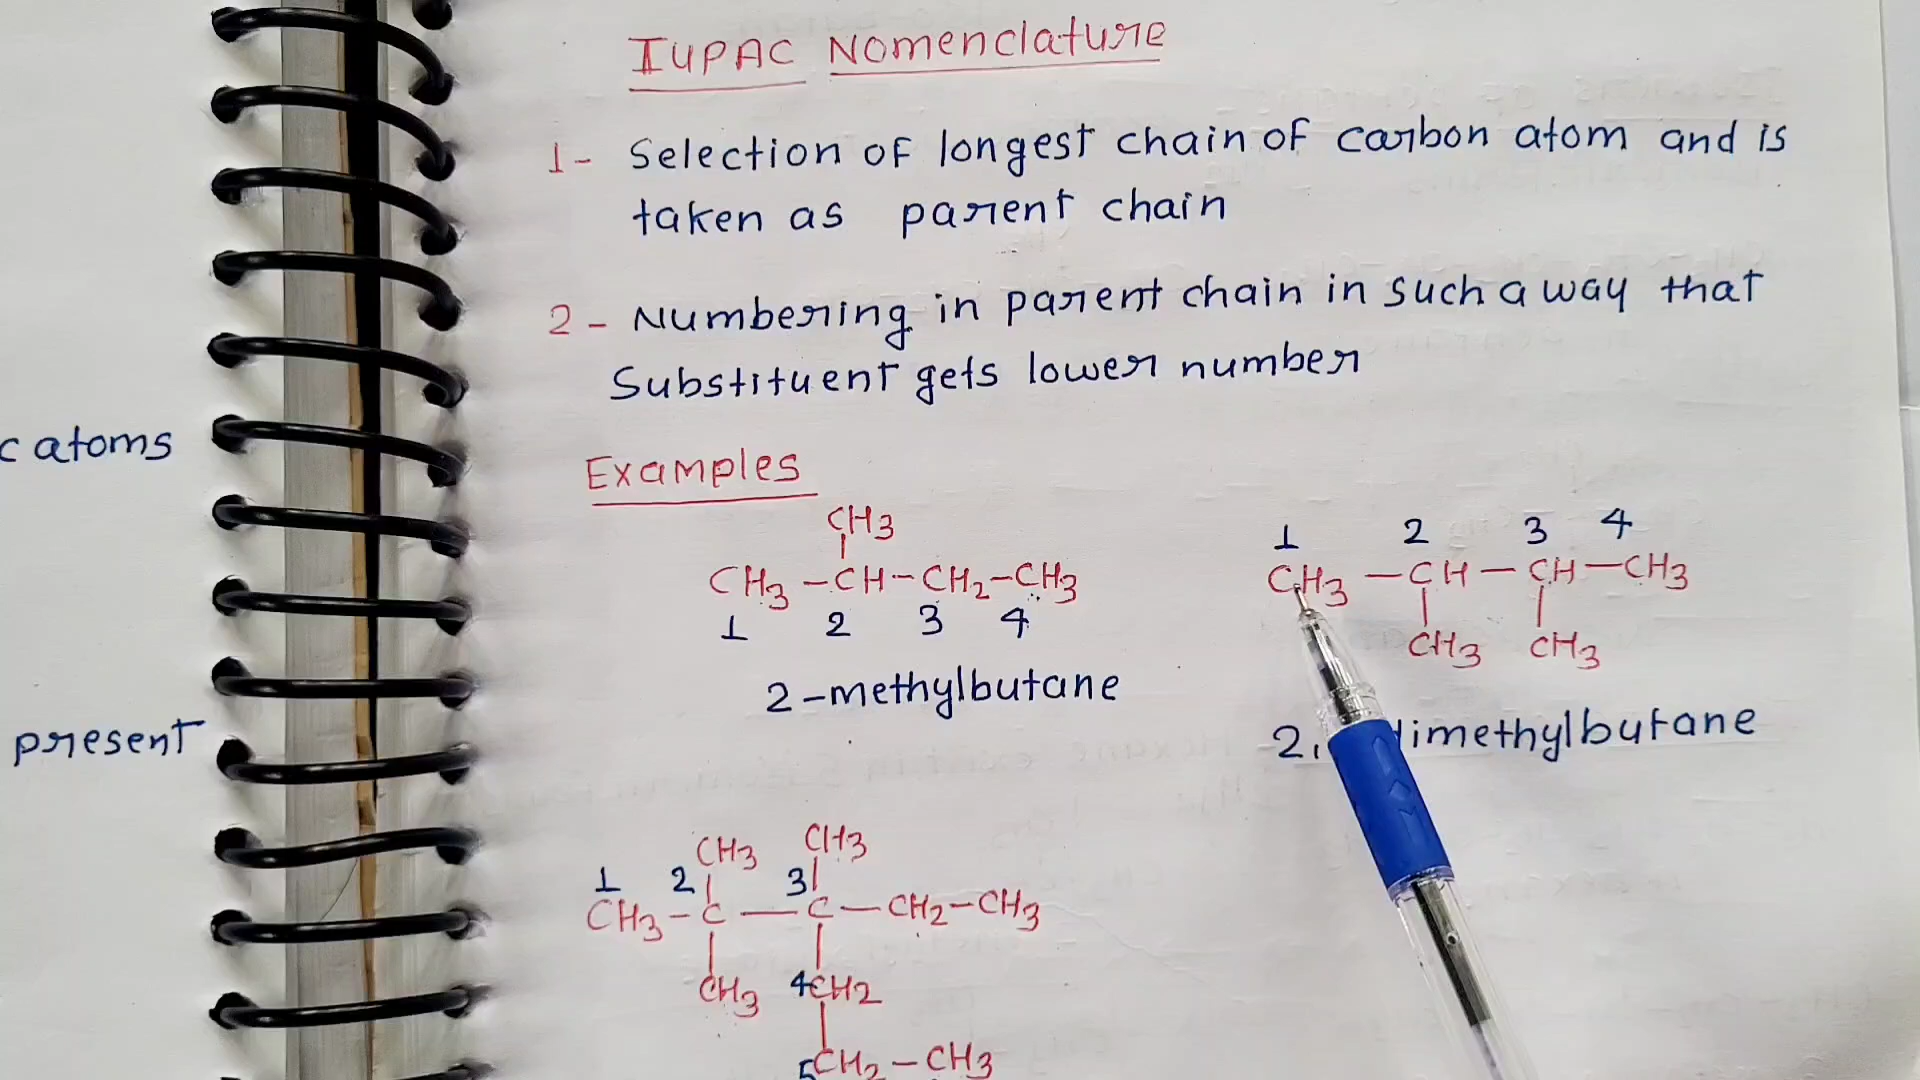 IUPAC Nomenclature
1- Selection of longest chain of carbon atom and is
taken as parent chain
2- Numbering in parent chain in such a way that
Substituent gets lower number
c atoms
Examples
CH3
CH3 – CH – CH2 – CH3
1 2 3 4
2-methylbutane
1 2 3 4
CH3 – CH – CH – CH3
CH3 CH3
2, dimethylbutane
present
CH3 CH3
1 2 3
CH3 – C – C – CH2 – CH3
CH3 4CH2
5CH2 – CH3